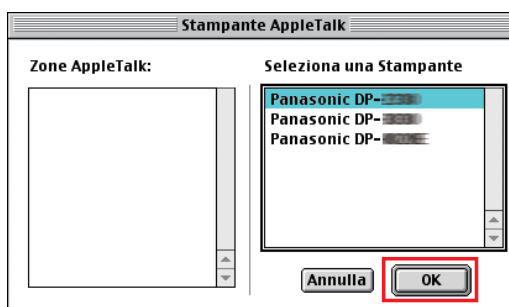 Stampante AppleTalk
Zone AppleTalk:
Seleziona una Stampante
Panasonic DP-
Panasonic DP-
Panasonic DP-
Annulla
OK